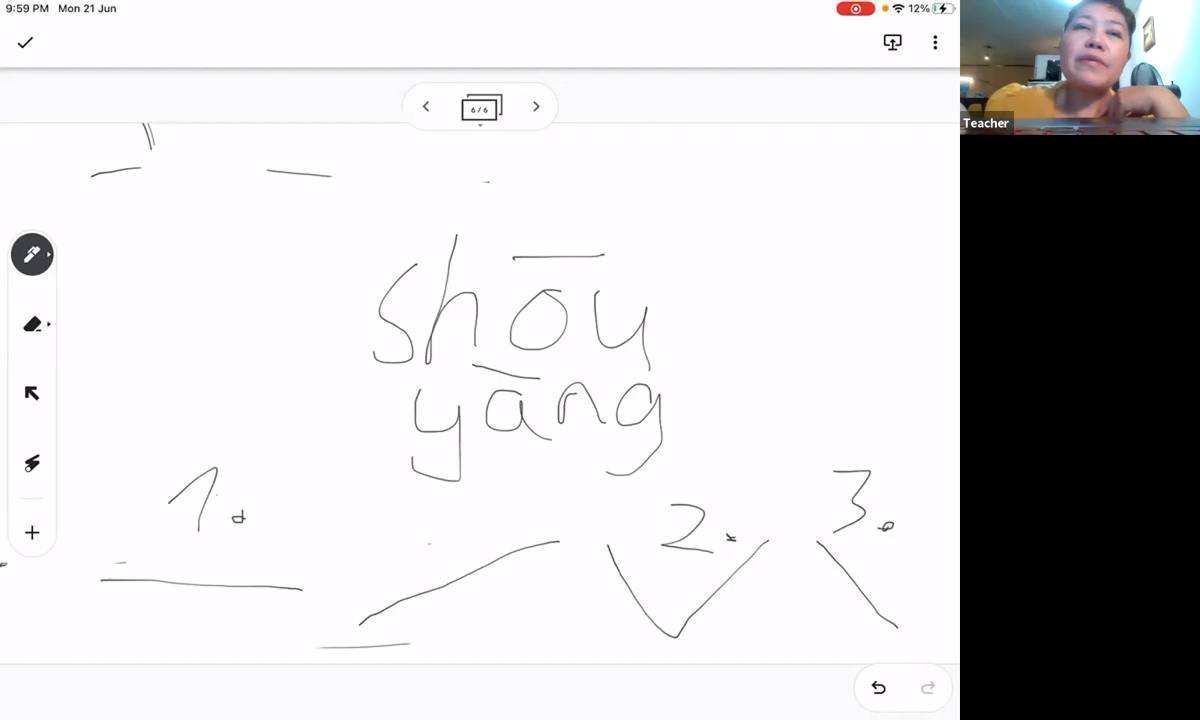 9:59 PM Mon 21 Jun
12%
6/6
Teacher
shōu
yang
1.
2.
3.